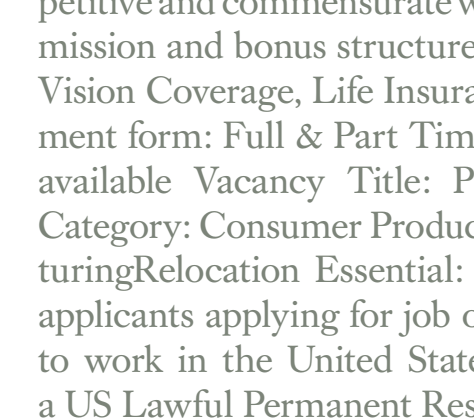 petitive and commensurate w
mission and bonus structure
Vision Coverage, Life Insura
ment form: Full & Part Tim
available Vacancy Title: P
Category: Consumer Produc
turingRelocation Essential:
applicants applying for job o
to work in the United State
a US Lawful Permanent Res